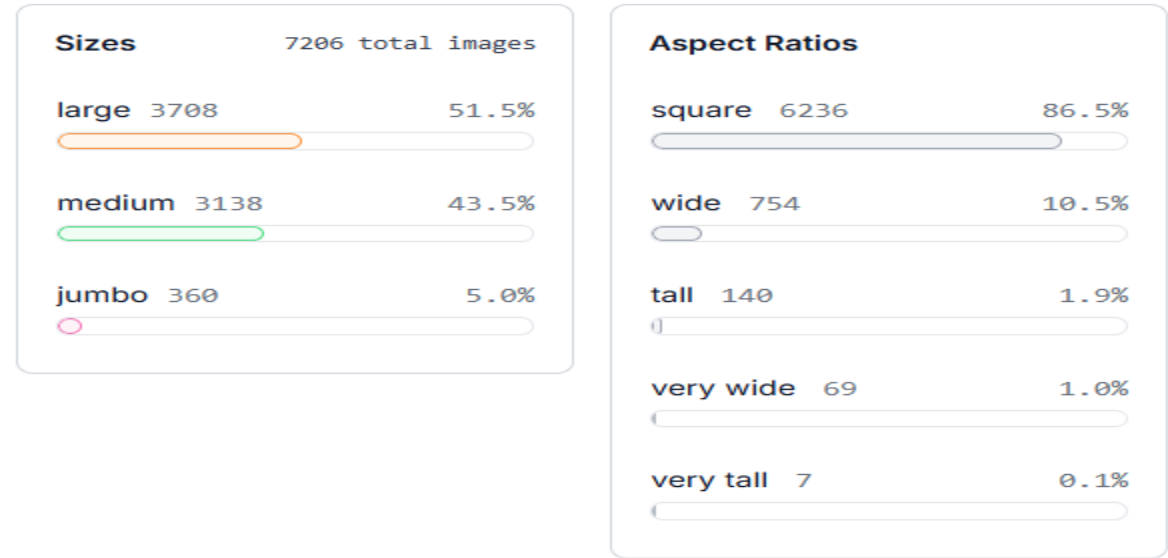 Sizes 7206 total images
large 3708 51.5%
medium 3138 43.5%
jumbo 360 5.0%
Aspect Ratios
square 6236 86.5%
wide 754 10.5%
tall 140 1.9%
very wide 69 1.0%
very tall 7 0.1%